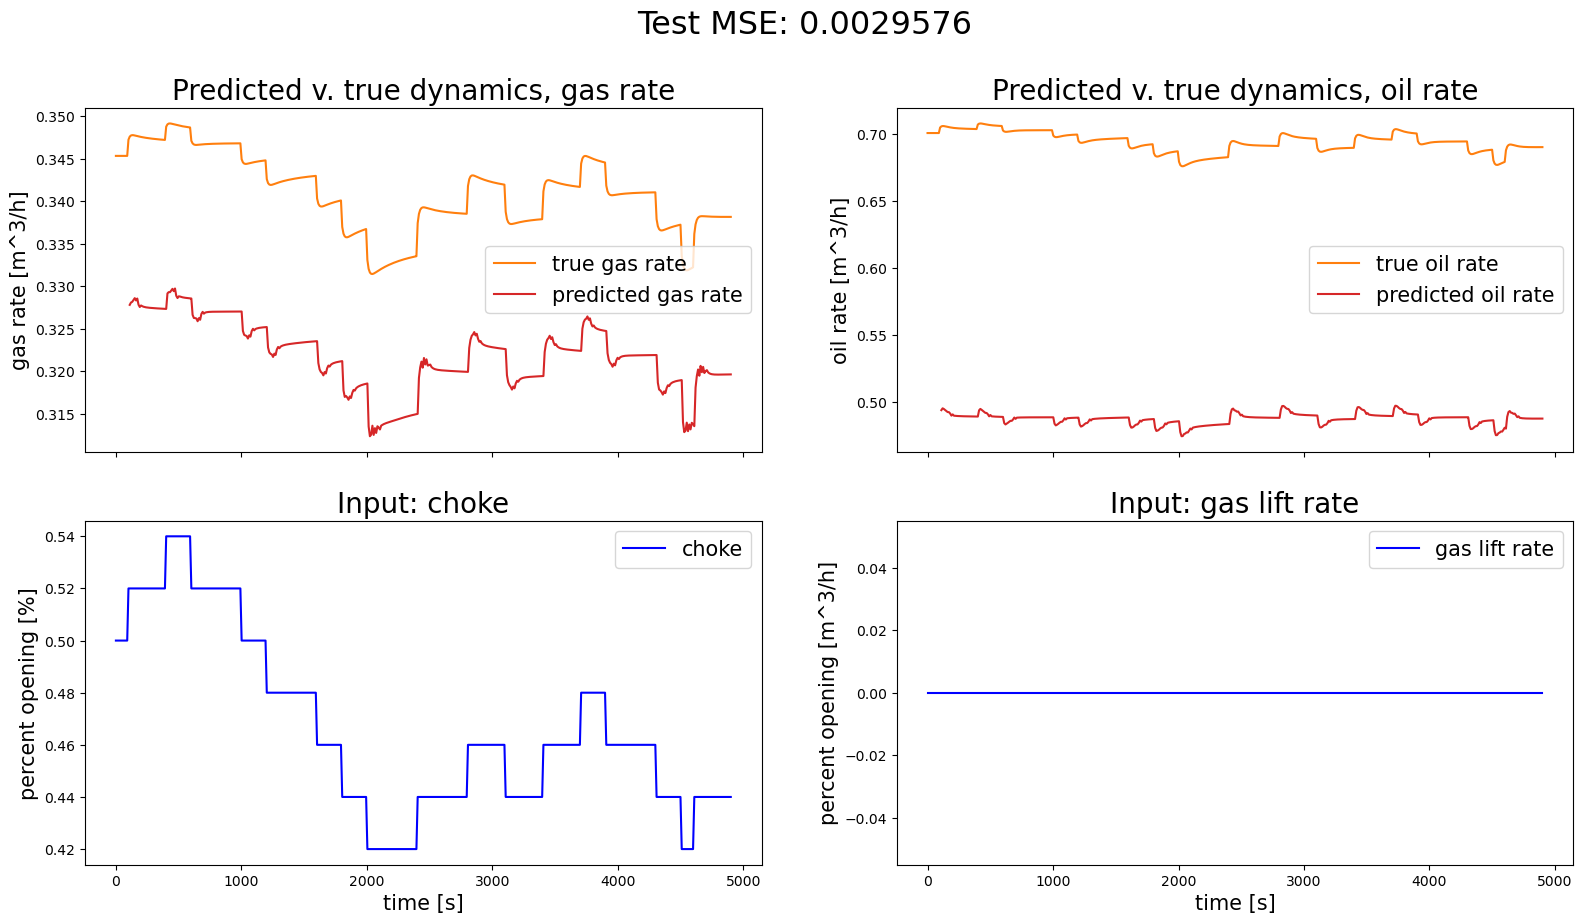 Test MSE: 0.0029576
Predicted v. true dynamics, gas rate
gas rate [m^3/h]
0.350
0.345
0.340
0.335
0.330
0.325
0.320
0.315
true gas rate
predicted gas rate
Predicted v. true dynamics, oil rate
oil rate [m^3/h]
0.70
0.65
0.60
0.55
0.50
true oil rate
predicted oil rate
Input: choke
percent opening [%]
0.54
0.52
0.50
0.48
0.46
0.44
0.42
choke
0 1000 2000 3000 4000 5000
time [s]
Input: gas lift rate
percent opening [m^3/h]
0.04
0.02
0.00
−0.02
−0.04
gas lift rate
0 1000 2000 3000 4000 5000
time [s]